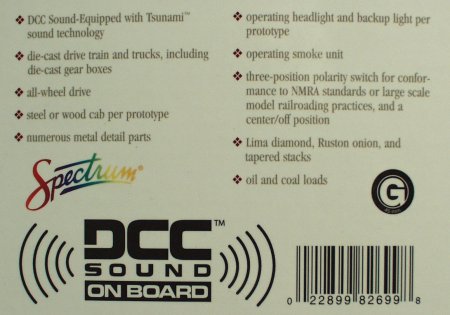 ❖ DCC Sound-Equipped with Tsunami™
sound technology
❖ die-cast drive train and trucks, including
die-cast gear boxes
❖ all-wheel drive
❖ steel or wood cab per prototype
❖ numerous metal detail parts
❖ operating headlight and backup light per
prototype
❖ operating smoke unit
❖ three-position polarity switch for confor-
mance to NMRA standards or large scale
model railroading practices, and a
center/off position
❖ Lima diamond, Ruston onion, and
tapered stacks
❖ oil and coal loads
Spectrum®
G
DCC™
SOUND
ON BOARD
0 22899 82699 8